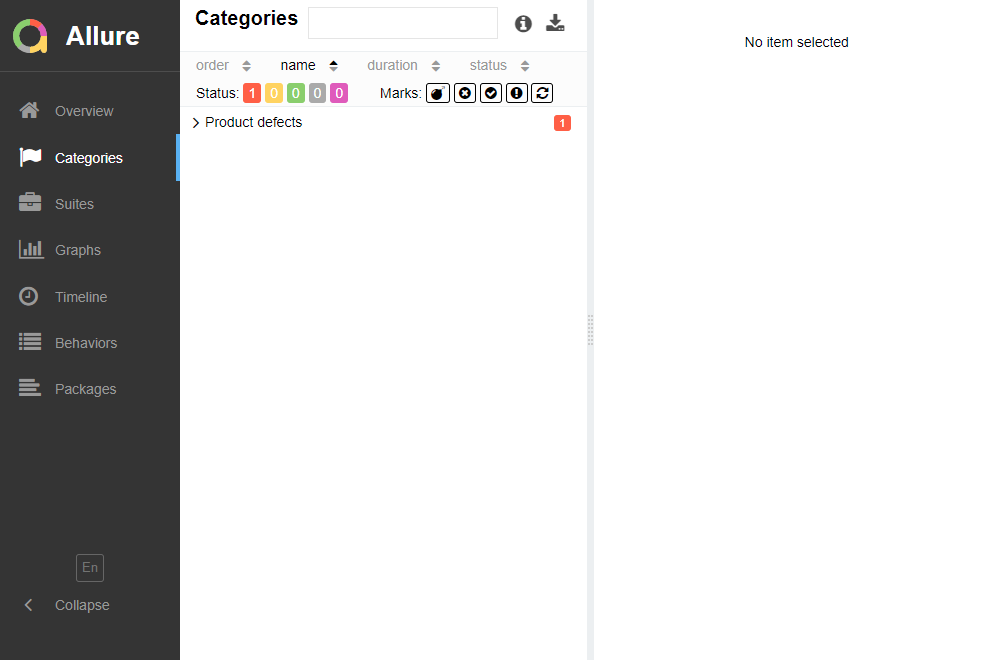 Allure
Overview
Categories
Suites
Graphs
Timeline
Behaviors
Packages
En
Collapse
Categories
order name duration status
Status: 1 0 0 0 0 Marks:
Product defects 1
No item selected